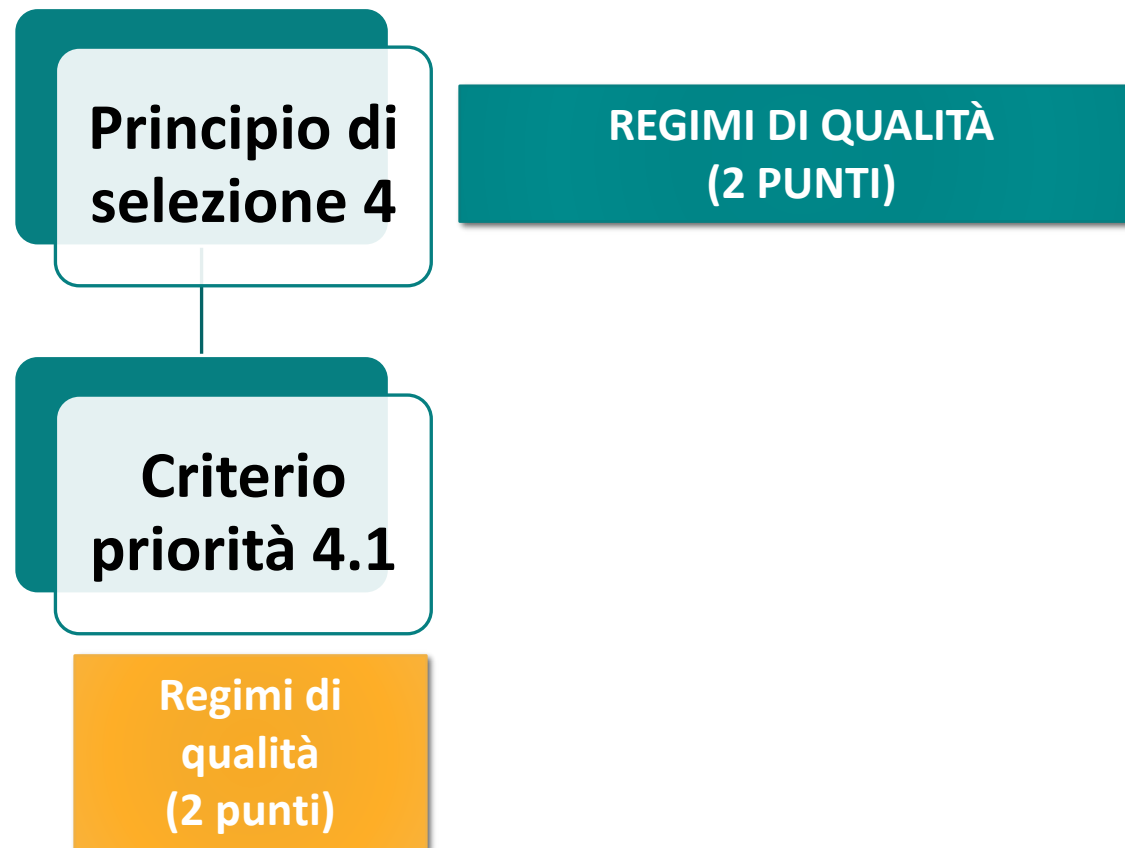 Principio di
selezione 4
REGIMI DI QUALITÀ
(2 PUNTI)
Criterio
priorità 4.1
Regimi di
qualità
(2 punti)